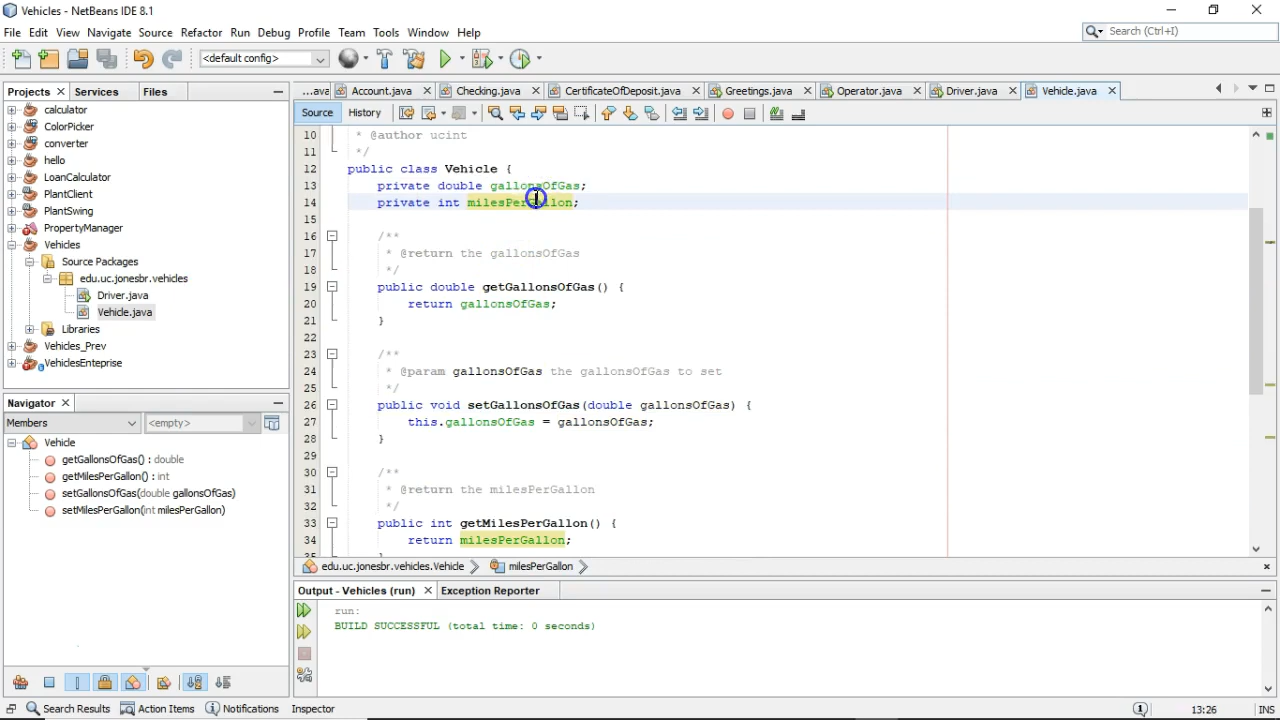 Vehicles - NetBeans IDE 8.1
File Edit View Navigate Source Refactor Run Debug Profile Team Tools Window Help
Search (Ctrl+I)
<default config>
Projects Services Files
...ava Account.java Checking.java CertificateOfDeposit.java Greetings.java Operator.java Driver.java Vehicle.java
Source History
calculator
ColorPicker
converter
hello
LoanCalculator
PlantClient
PlantSwing
PropertyManager
Vehicles
Source Packages
edu.uc.jonesbr.vehicles
Driver.java
Vehicle.java
Libraries
Vehicles_Prev
VehiclesEnteprise
Navigator
Members <empty>
Vehicle
getGallonsOfGas() : double
getMilesPerGallon() : int
setGallonsOfGas(double gallonsOfGas)
setMilesPerGallon(int milesPerGallon)
10 * @author ucint
11 */
12 public class Vehicle {
13 private double gallonsOfGas;
14 private int milesPerGallon;
15
16 /**
17 * @return the gallonsOfGas
18 */
19 public double getGallonsOfGas() {
20 return gallonsOfGas;
21 }
22
23 /**
24 * @param gallonsOfGas the gallonsOfGas to set
25 */
26 public void setGallonsOfGas(double gallonsOfGas) {
27 this.gallonsOfGas = gallonsOfGas;
28 }
29
30 /**
31 * @return the milesPerGallon
32 */
33 public int getMilesPerGallon() {
34 return milesPerGallon;
35 }
edu.uc.jonesbr.vehicles.Vehicle milesPerGallon
Output - Vehicles (run) Exception Reporter
run:
BUILD SUCCESSFUL (total time: 0 seconds)
Search Results Action Items Notifications Inspector
13:26 INS